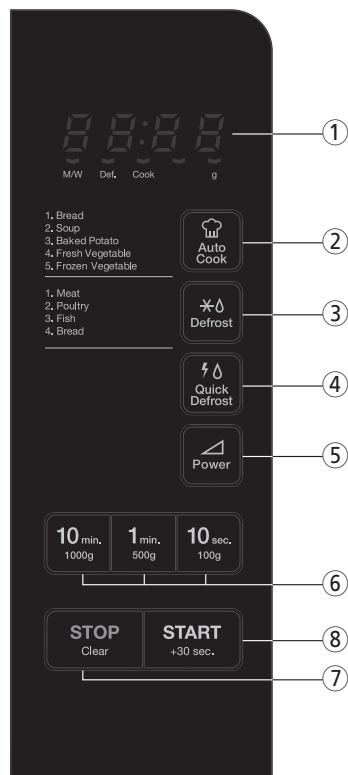 88:88
M/W Def. Cook g
①
1. Bread
2. Soup
3. Baked Potato
4. Fresh Vegetable
5. Frozen Vegetable
Auto
Cook
②
1. Meat
2. Poultry
3. Fish
4. Bread
Defrost
③
Quick
Defrost
④
Power
⑤
10 min. 1 min. 10 sec.
1000g 500g 100g
⑥
STOP START
Clear +30 sec.
⑧
⑦